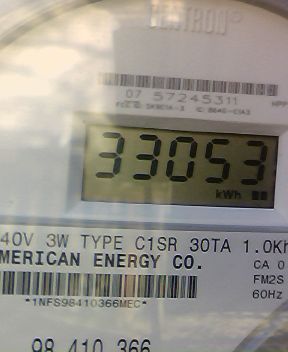 07 57245311
33053
kWh
40V 3W TYPE C1SR 30TA 1.0Kh
MERICAN ENERGY CO.
CA 0
FM2S
60Hz
*1NFS98410366MEC*
98 410 366